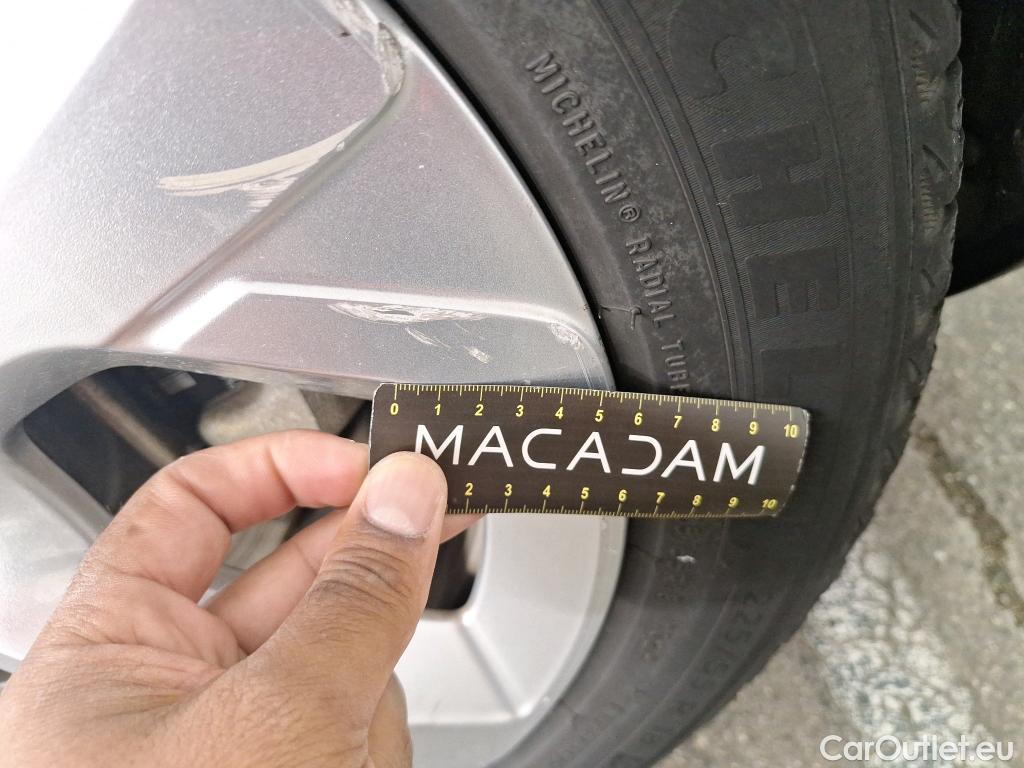 MICHELIN® RADIAL TUBE
CHEL
0 1 2 3 4 5 6 7 8 9 10
MACADAM
2 3 4 5 6 7 8 9 10
CarOutlet.eu